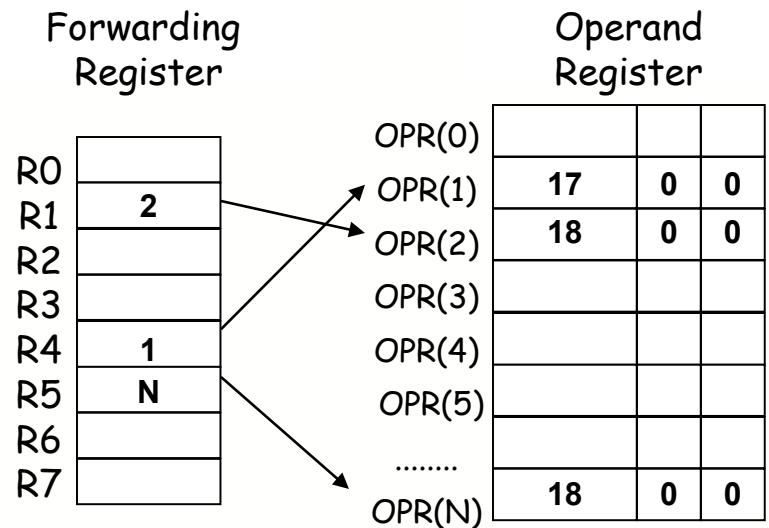 Forwarding
Register
R0
R1 2
R2
R3
R4 1
R5 N
R6
R7
Operand
Register
OPR(0)
OPR(1) 17 0 0
OPR(2) 18 0 0
OPR(3)
OPR(4)
OPR(5)
........
OPR(N) 18 0 0